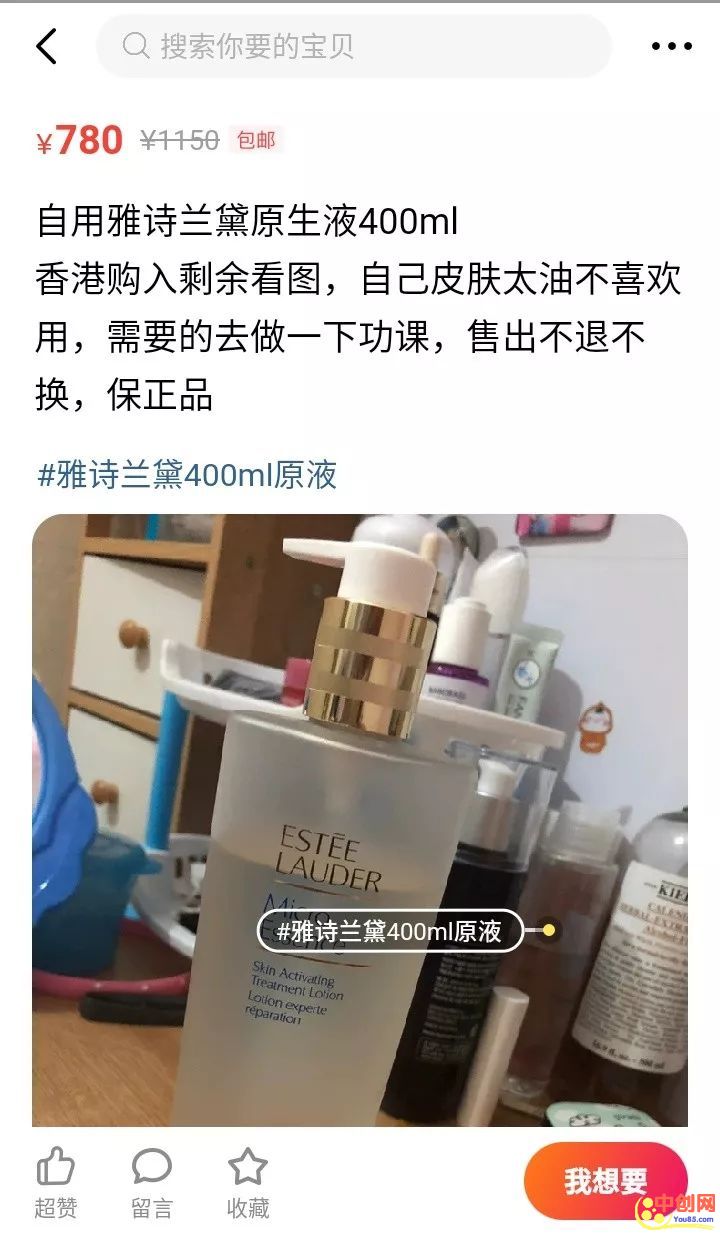 搜索你要的宝贝
¥780 ¥1150 包邮
自用雅诗兰黛原生液400ml
香港购入剩余看图，自己皮肤太油不喜欢
用，需要的去做一下功课，售出不退不
换，保正品
#雅诗兰黛400ml原液
ESTĒE
LAUDER
Micro
#雅诗兰黛400ml原液
Skin Activating
Treatment Lotion
Lotion experte
réparation
KIE
CALEN
HERBAL EXTR
Alcohol-F
超赞
留言
收藏
我想要
中创网
You85.com